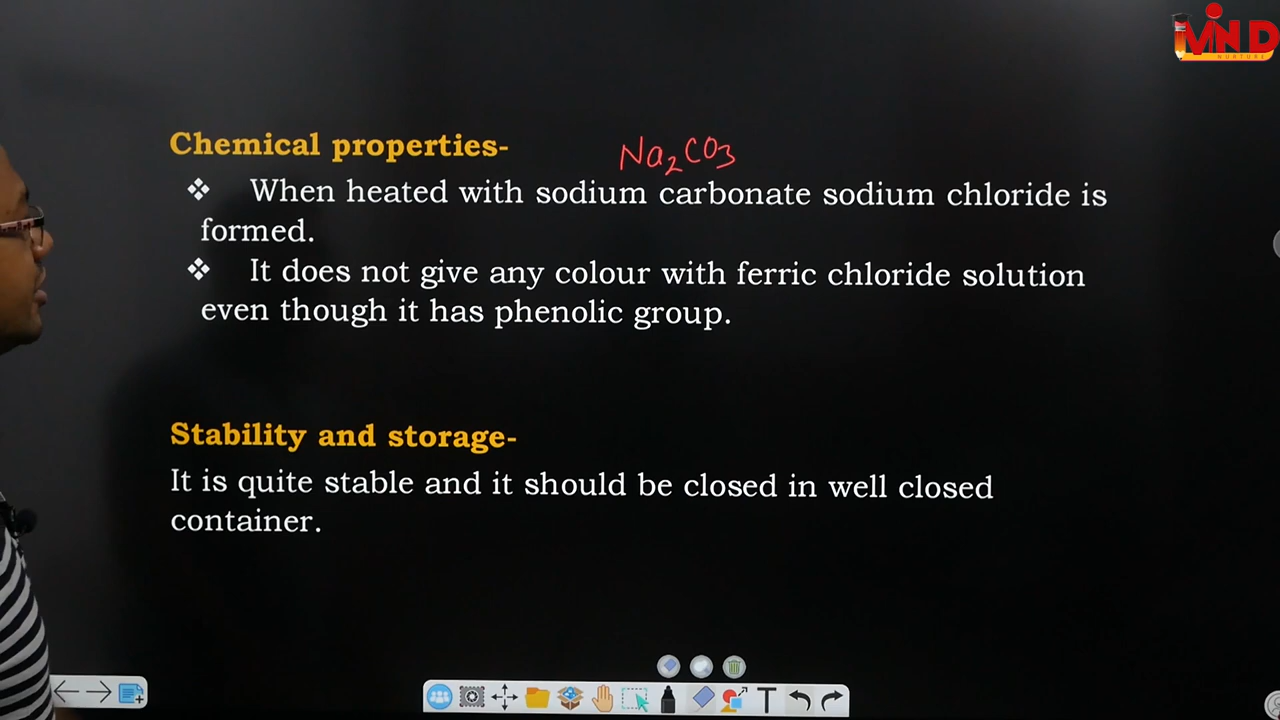 MIND
NURTURE
Chemical properties-
Na2CO3
❖ When heated with sodium carbonate sodium chloride is
formed.
❖ It does not give any colour with ferric chloride solution
even though it has phenolic group.
Stability and storage-
It is quite stable and it should be closed in well closed
container.
T